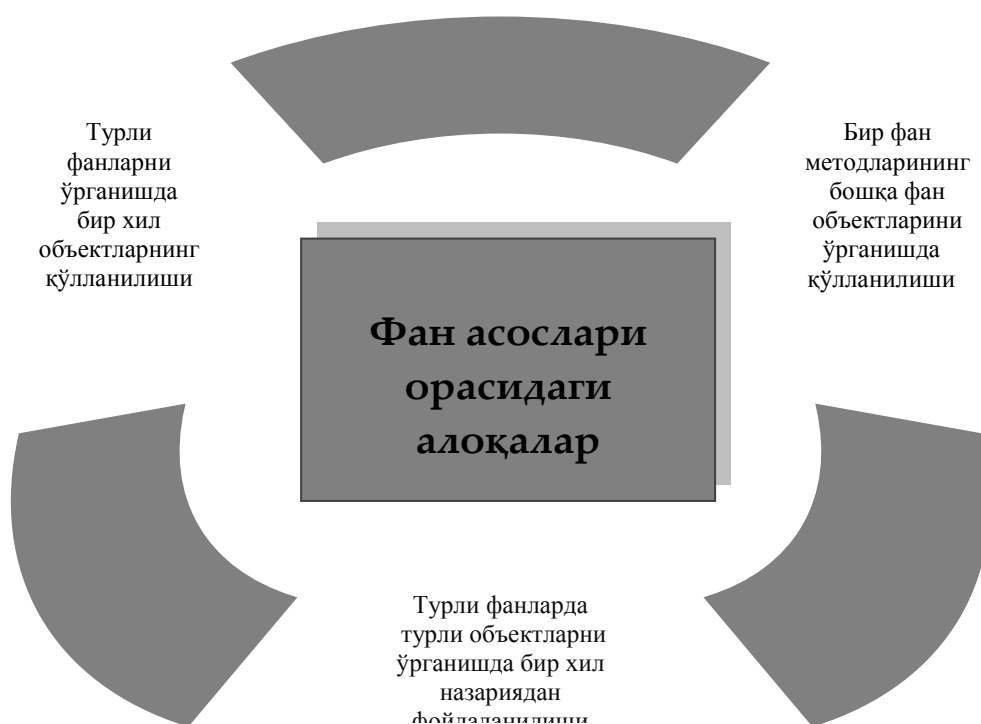 Турли
фанларни
ўрганишда
бир хил
объектларнинг
қўлланилиши
Бир фан
методларининг
бошқа фан
объектларини
ўрганишда
қўлланилиши
Фан асослари
орасидаги
алоқалар
Турли фанларда
турли объектларни
ўрганишда бир хил
назариядан
фойдаланилиши